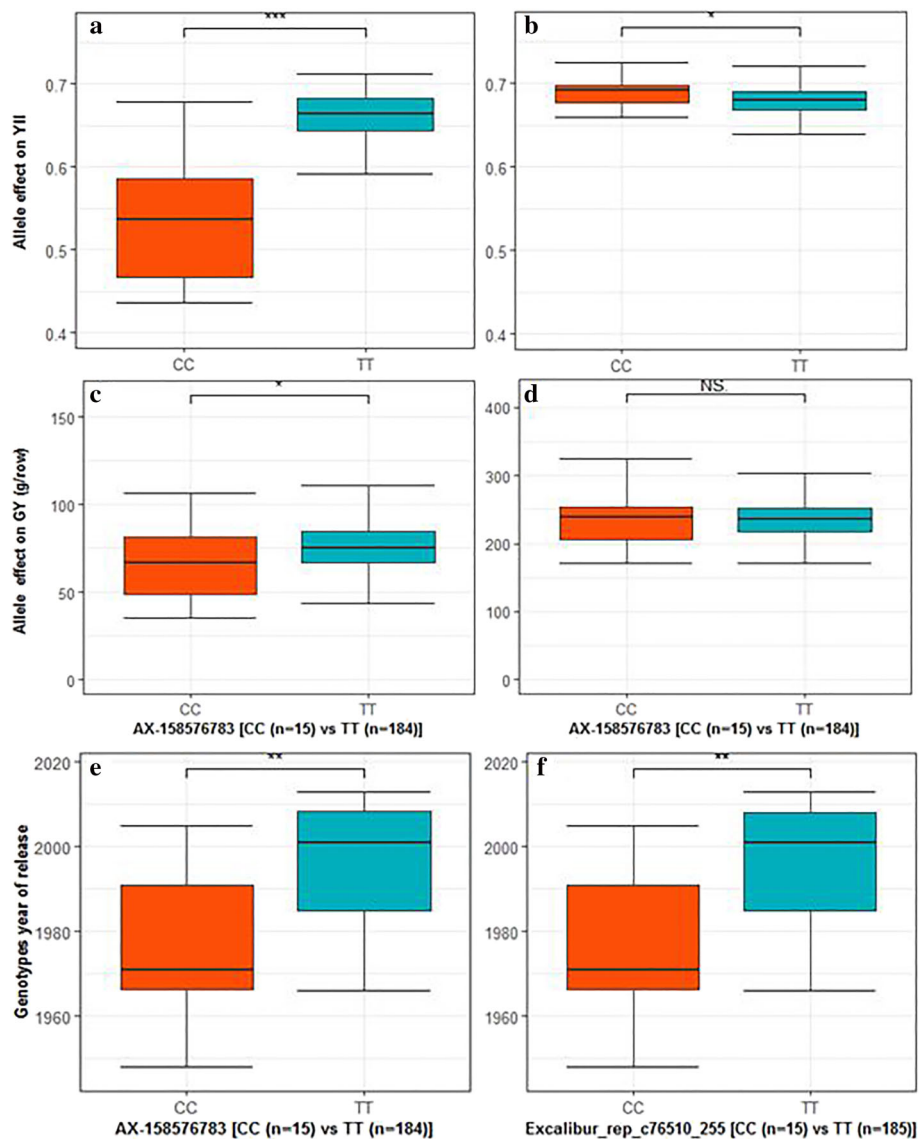 a
***
b
*
Allele effect on YII
0.7
0.6
0.5
0.4
CC
TT
0.7
0.6
0.5
0.4
CC
TT
c
*
d
NS.
Allele effect on GY (g/row)
150
100
50
0
CC
TT
AX-158576783 [CC (n=15) vs TT (n=184)]
400
300
200
100
0
CC
TT
AX-158576783 [CC (n=15) vs TT (n=184)]
e
**
f
**
Genotypes year of release
2020
2000
1980
1960
CC
TT
AX-158576783 [CC (n=15) vs TT (n=184)]
2020
2000
1980
1960
CC
TT
Excalibur_rep_c76510_255 [CC (n=15) vs TT (n=185)]